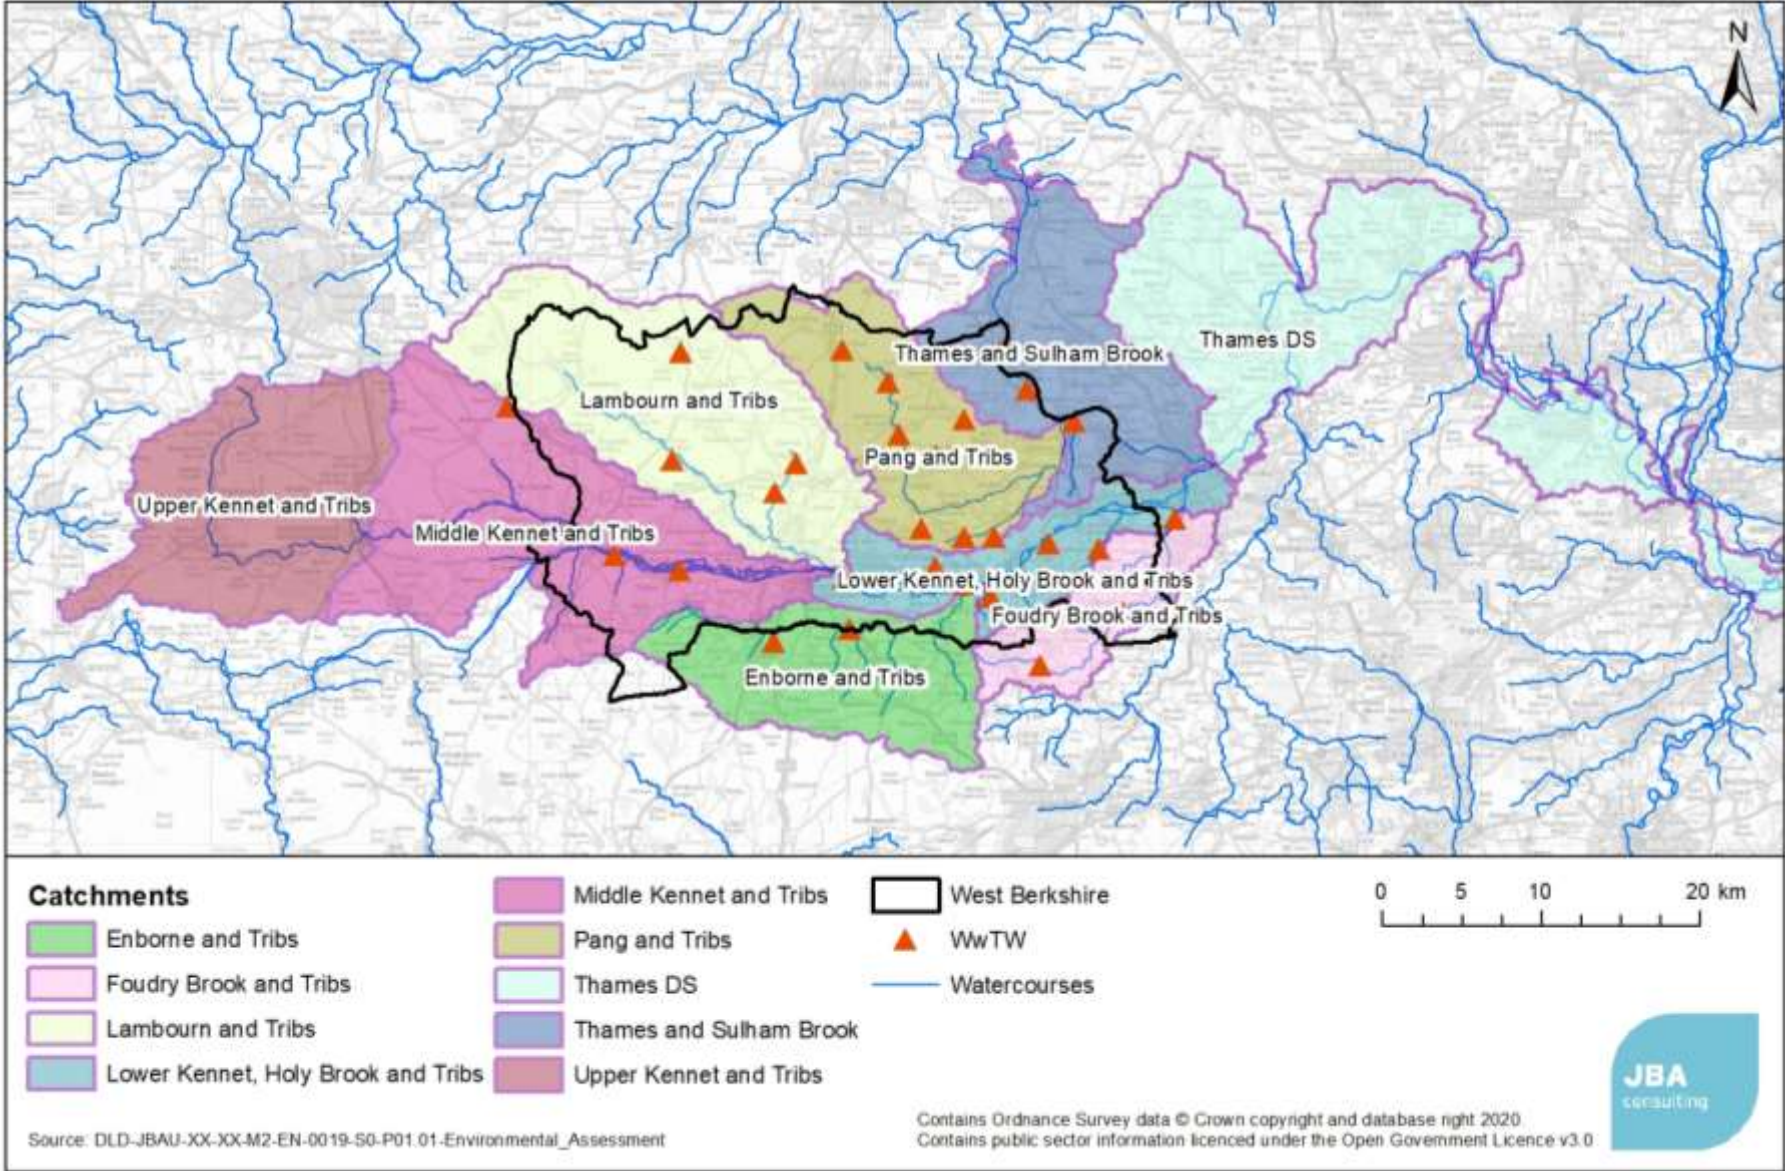 N
Thames and Sulham Brook
Thames DS
Lambourn and Tribs
Pang and Tribs
Upper Kennet and Tribs
Middle Kennet and Tribs
Lower Kennet, Holy Brook and Tribs
Foudry Brook and Tribs
Enborne and Tribs
Catchments
Enborne and Tribs
Foudry Brook and Tribs
Lambourn and Tribs
Lower Kennet, Holy Brook and Tribs
Middle Kennet and Tribs
Pang and Tribs
Thames DS
Thames and Sulham Brook
Upper Kennet and Tribs
West Berkshire
WwTW
Watercourses
0 5 10 20 km
JBA
consulting
Source: DLD-JBAU-XX-XX-M2-EN-0019-S0-P01.01-Environmental_Assessment
Contains Ordnance Survey data © Crown copyright and database right 2020
Contains public sector information licenced under the Open Government Licence v3.0